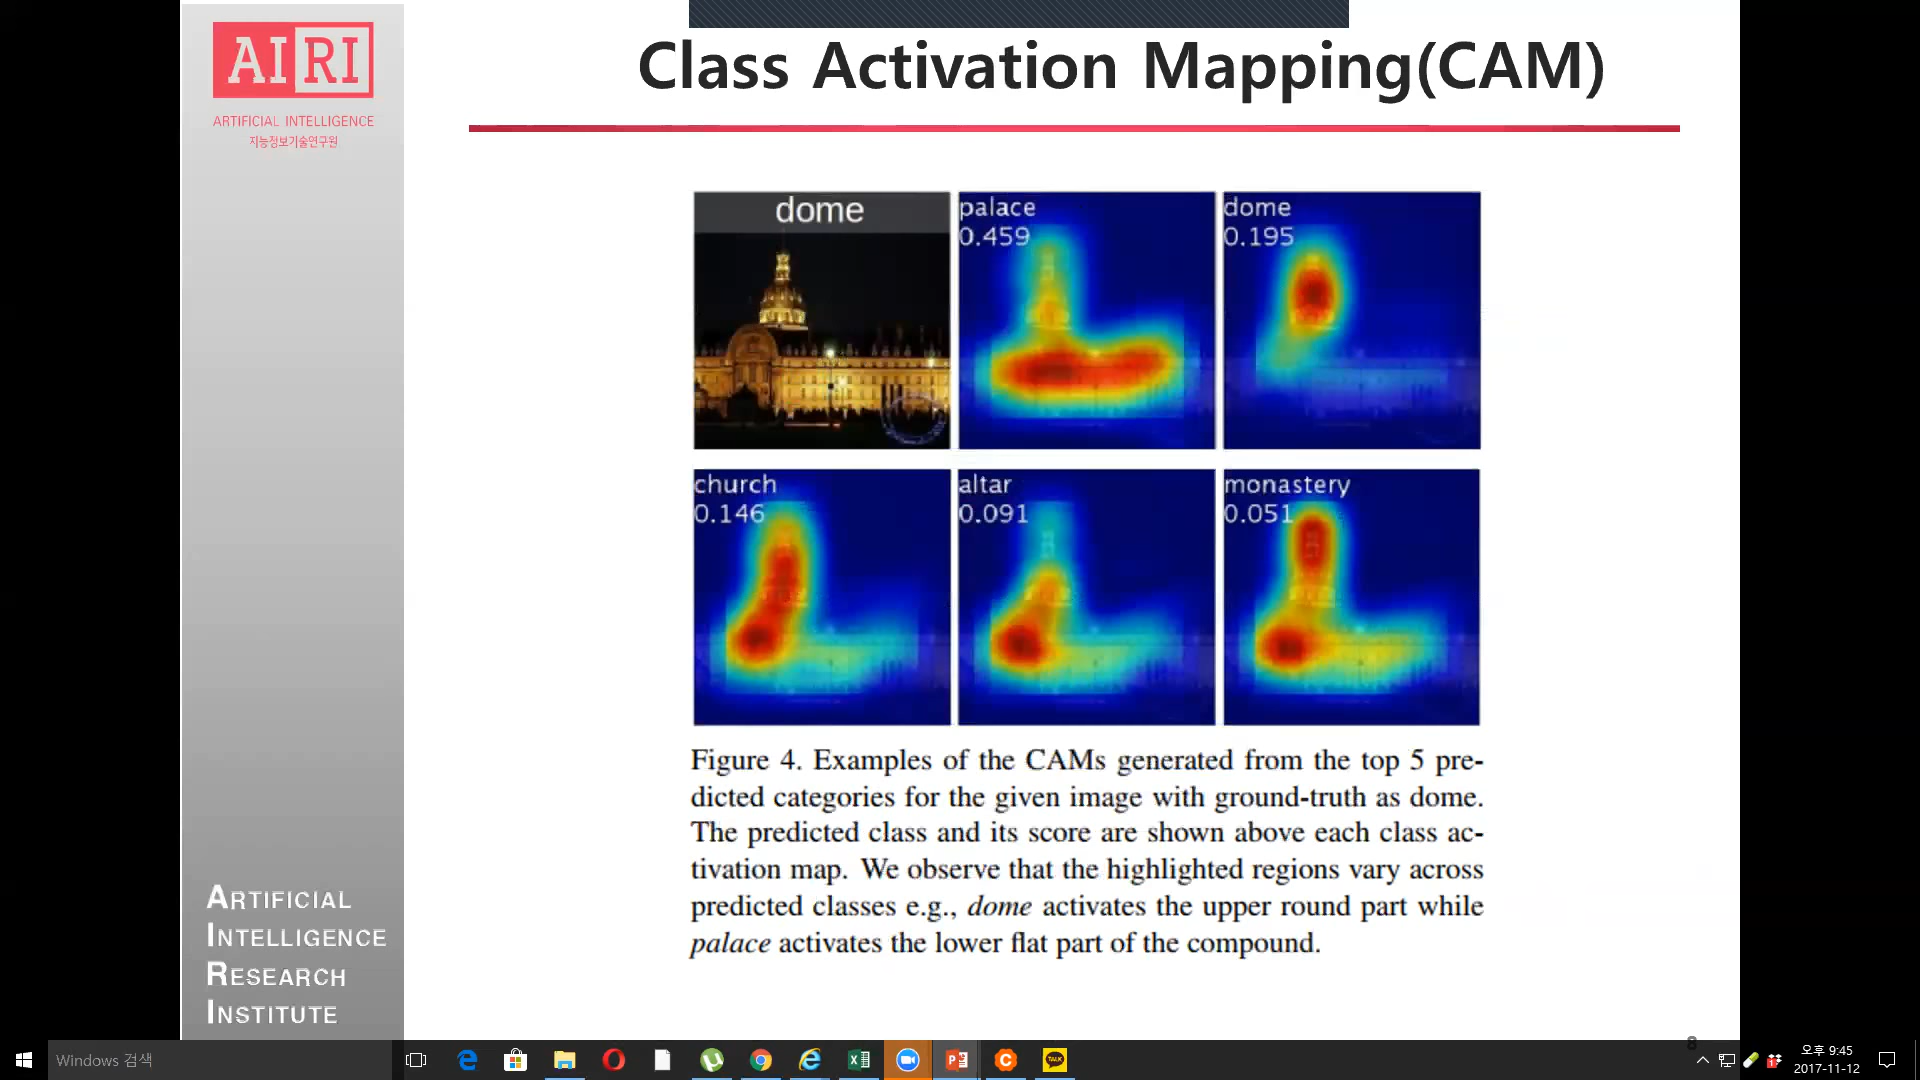 AIRI
ARTIFICIAL INTELLIGENCE
지능정보기술연구원
Class Activation Mapping(CAM)
dome
palace
0.459
dome
0.195
church
0.146
altar
0.091
monastery
0.051
Figure 4. Examples of the CAMs generated from the top 5 pre-
dicted categories for the given image with ground-truth as dome.
The predicted class and its score are shown above each class ac-
tivation map. We observe that the highlighted regions vary across
predicted classes e.g., dome activates the upper round part while
palace activates the lower flat part of the compound.
ARTIFICIAL
INTELLIGENCE
RESEARCH
INSTITUTE
8
Windows 검색
TALK
오후 9:45
2017-11-12